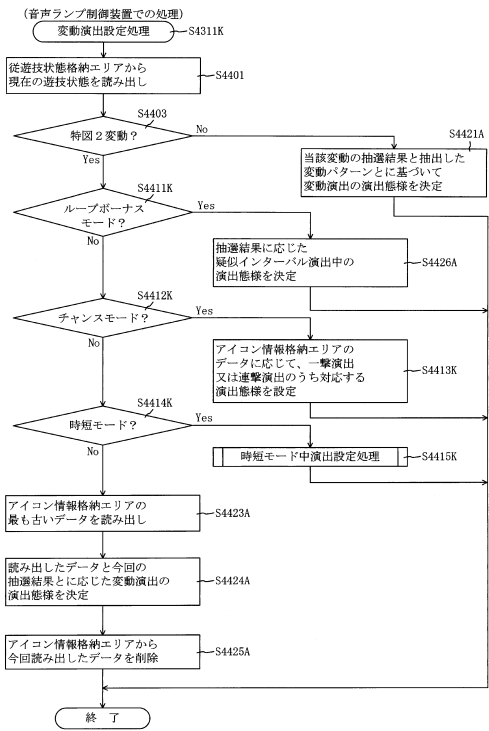 (音声ランプ制御装置での処理)
変動演出設定処理
S4311K
従遊技状態格納エリアから
現在の遊技状態を読み出し
S4401
特図2変動?
S4403
No
Yes
当該変動の抽選結果と抽出した
変動パターンとに基づいて
変動演出の演出態様を決定
S4421A
ループボーナス
モード?
S4411K
Yes
No
抽選結果に応じた
疑似インターバル演出中の
演出態様を決定
S4426A
チャンスモード?
S4412K
Yes
No
アイコン情報格納エリアの
データに応じて、一撃演出
又は連撃演出のうち対応する
演出態様を設定
S4413K
時短モード?
S4414K
Yes
No
時短モード中演出設定処理
S4415K
アイコン情報格納エリアの
最も古いデータを読み出し
S4423A
読み出したデータと今回の
抽選結果とに応じた変動演出の
演出態様を決定
S4424A
アイコン情報格納エリアから
今回読み出したデータを削除
S4425A
終 了